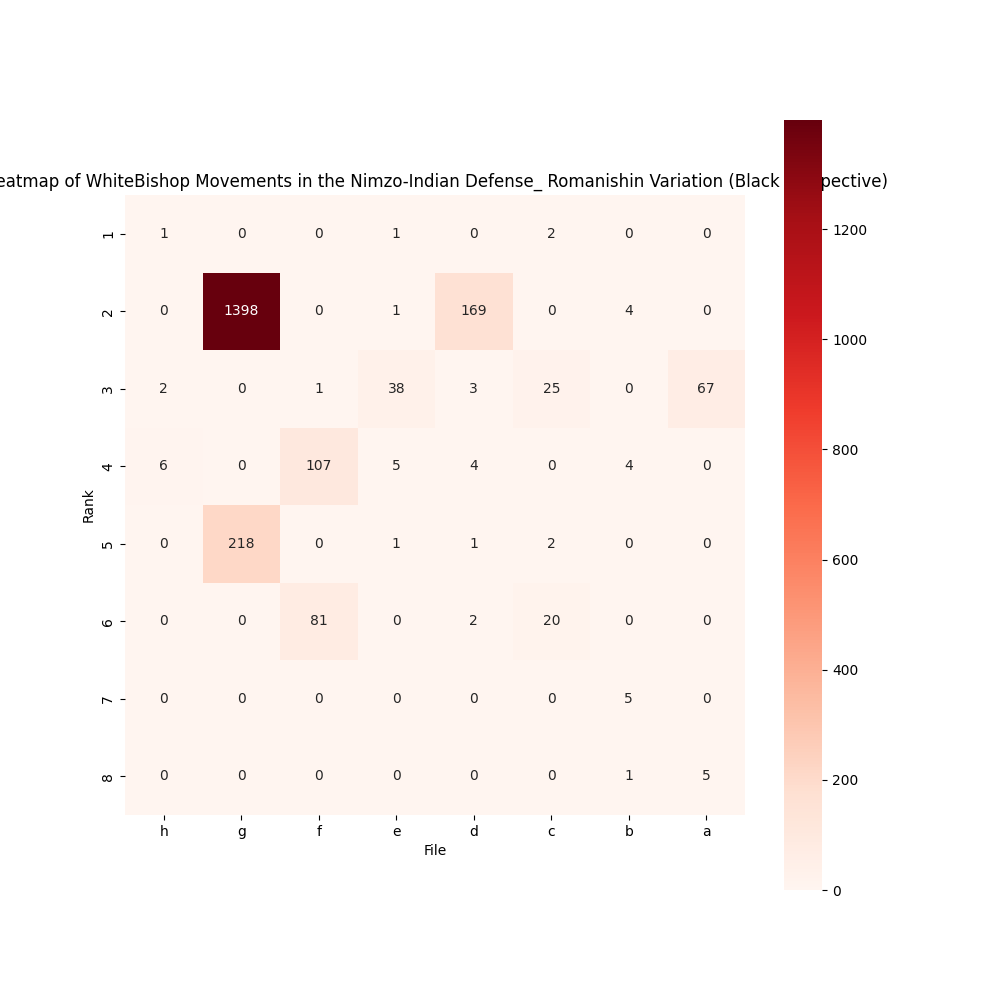 eatmap of WhiteBishop Movements in the Nimzo-Indian Defense_ Romanishin Variation (Black pective)
1 1 0 0 1 0 2 0 0
2 0 1398 0 1 169 0 4 0
3 2 0 1 38 3 25 0 67
4 6 0 107 5 4 0 4 0
5 0 218 0 1 1 2 0 0
6 0 0 81 0 2 20 0 0
7 0 0 0 0 0 0 5 0
8 0 0 0 0 0 0 1 5
Rank
h g f e d c b a
File
1200
1000
800
600
400
200
0